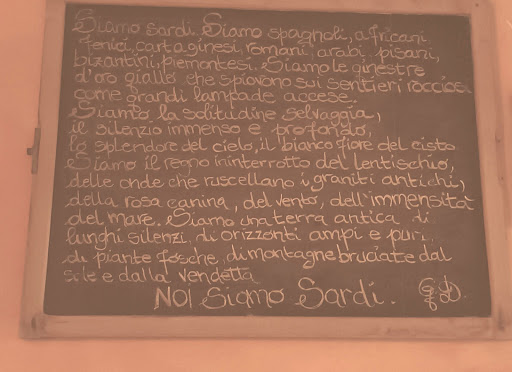 Siamo sardi. Siamo spagnoli, africani,
fenici, cartaginesi, romani, arabi, pisani,
bizantini, piemontesi. Siamo le ginestre
d'oro giallo che spiovono sui sentieri rocciosi
come grandi lampade accese.
Siamo la solitudine selvaggia,
il silenzio immenso e profondo,
lo splendore del cielo, il bianco fiore del cisto.
Siamo il regno ininterrotto del lentischio,
delle onde che ruscellano i graniti antichi,
della rosa canina, del vento, dell'immensità
del mare. Siamo una terra antica di
lunghi silenzi, di orizzonti ampi e puri,
di piante fosche, di montagne bruciate dal
sole e dalla vendetta
NOI Siamo Sardi.